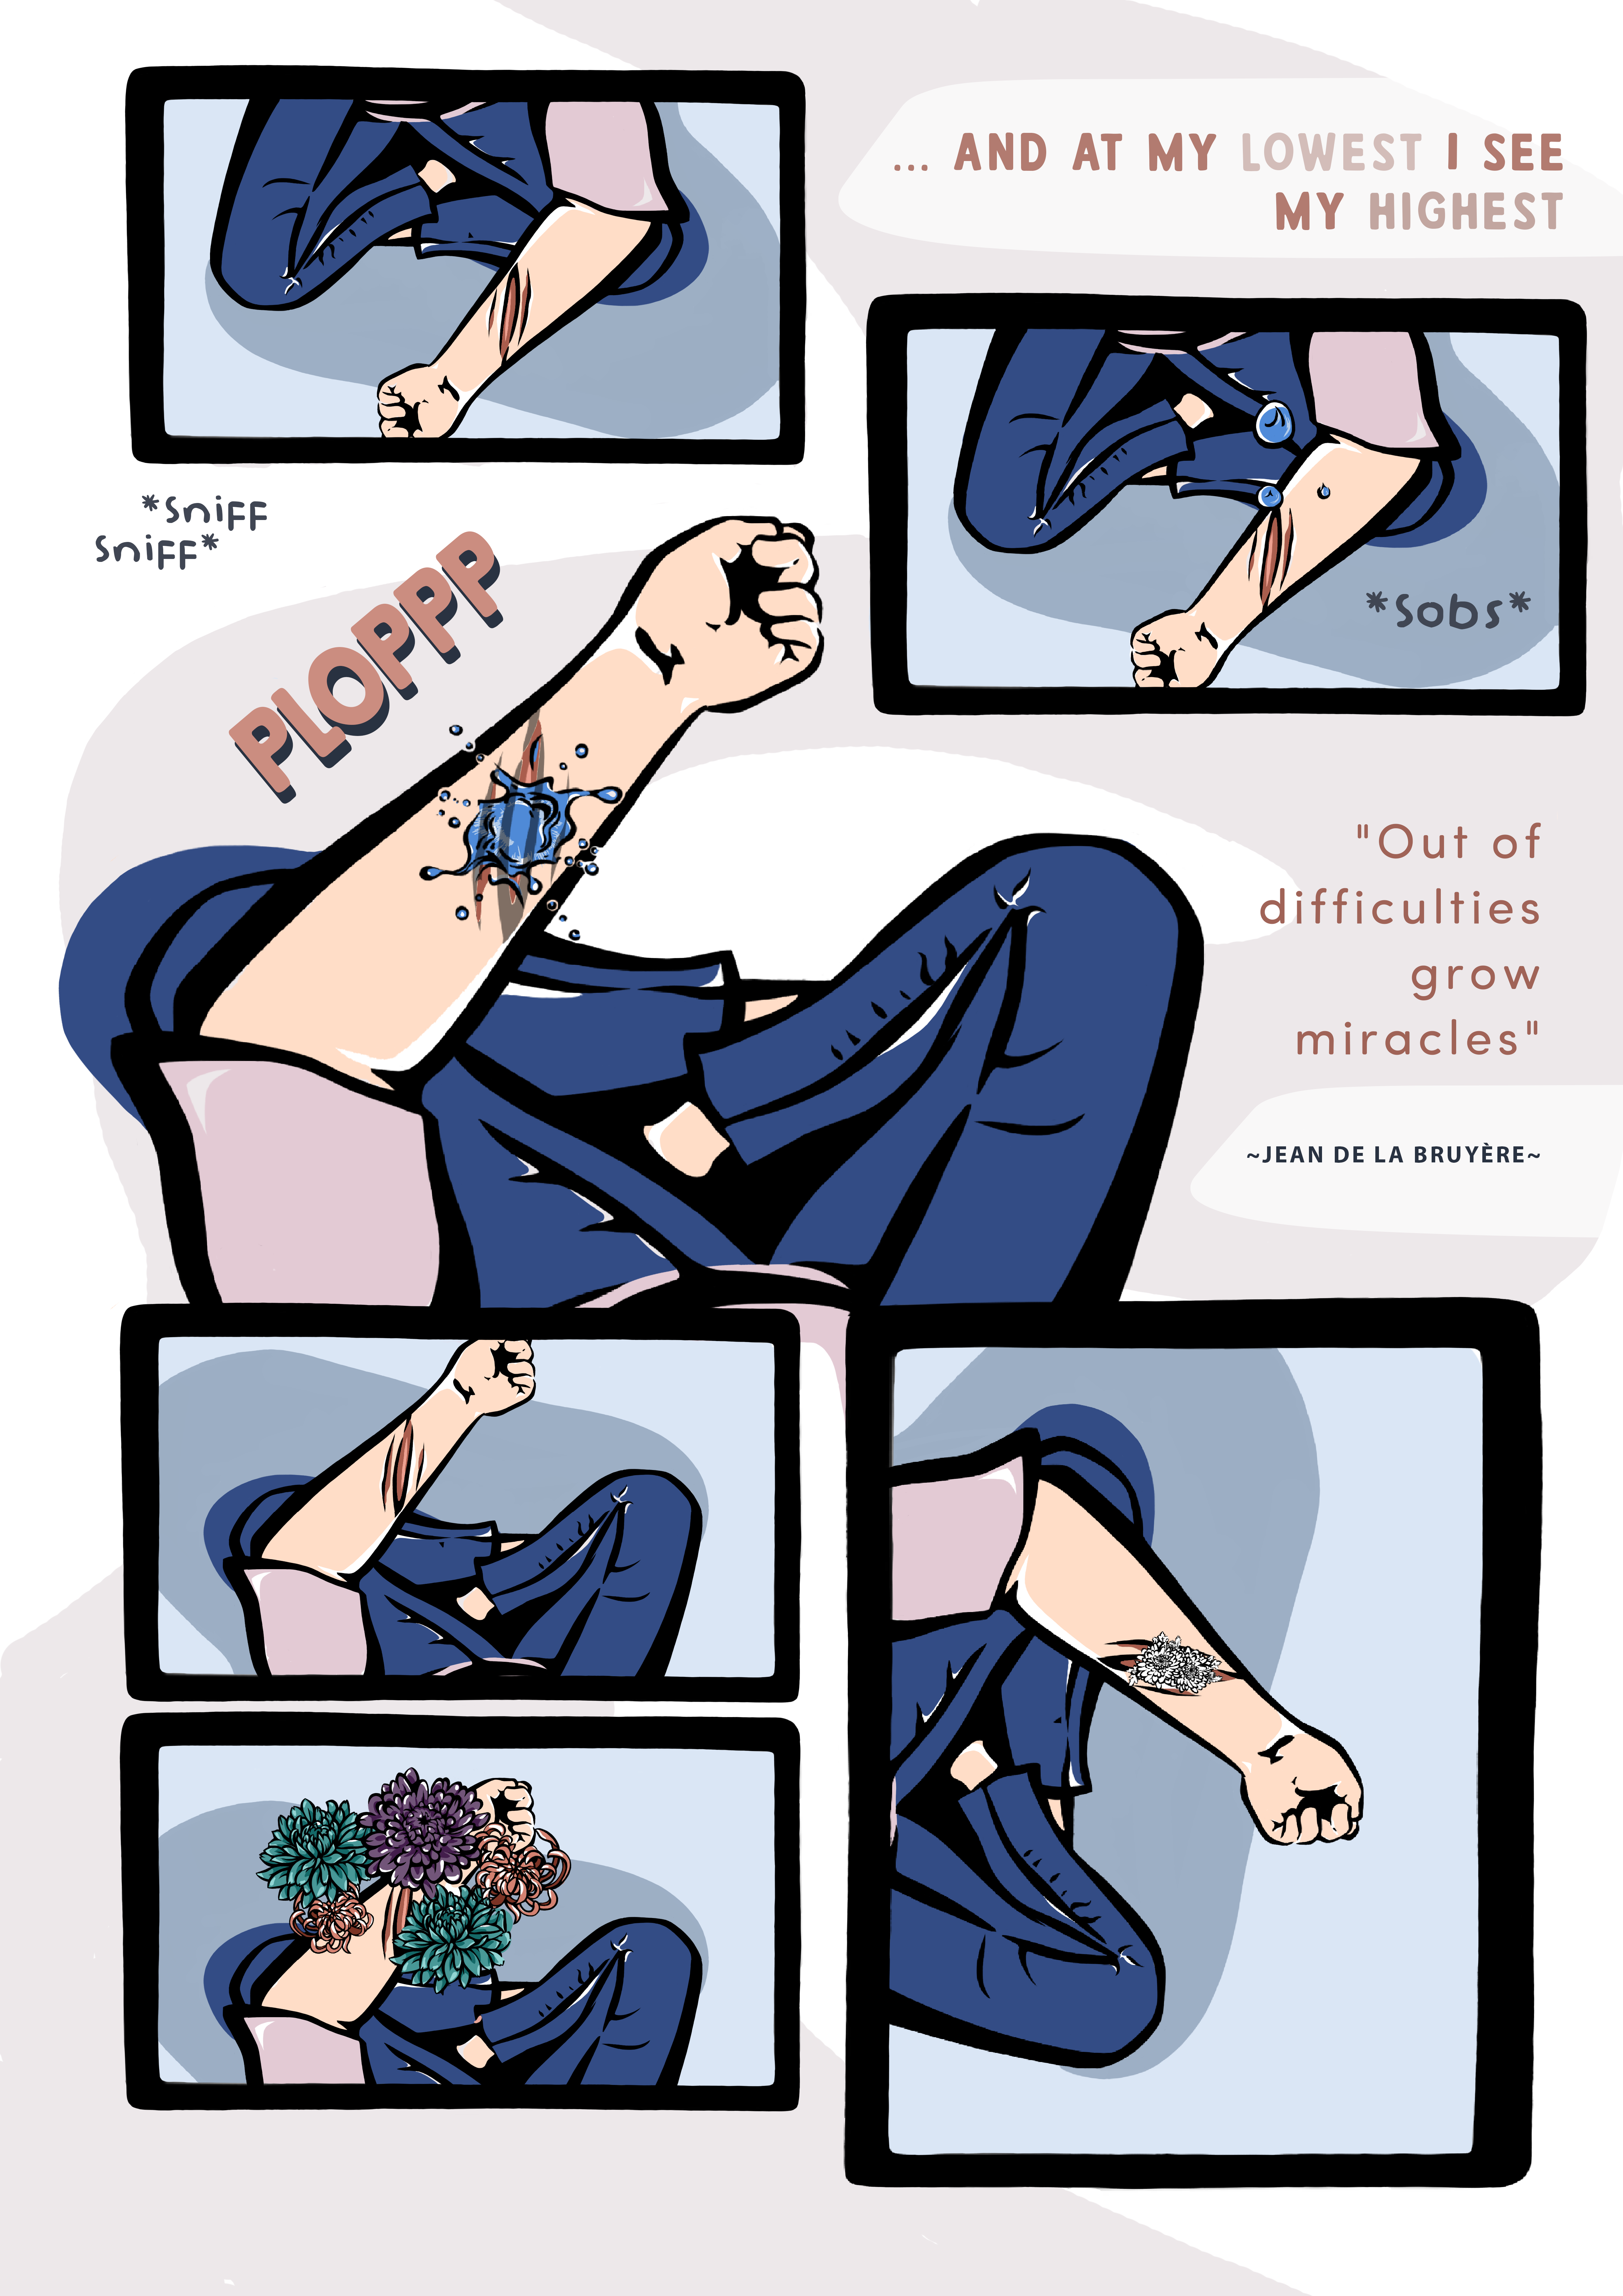 ... AND AT MY LOWEST I SEE
MY HIGHEST
*sniff
sniff*
PLOPPP
*sobs*
"Out of
difficulties
grow
miracles"
~JEAN DE LA BRUYÈRE~